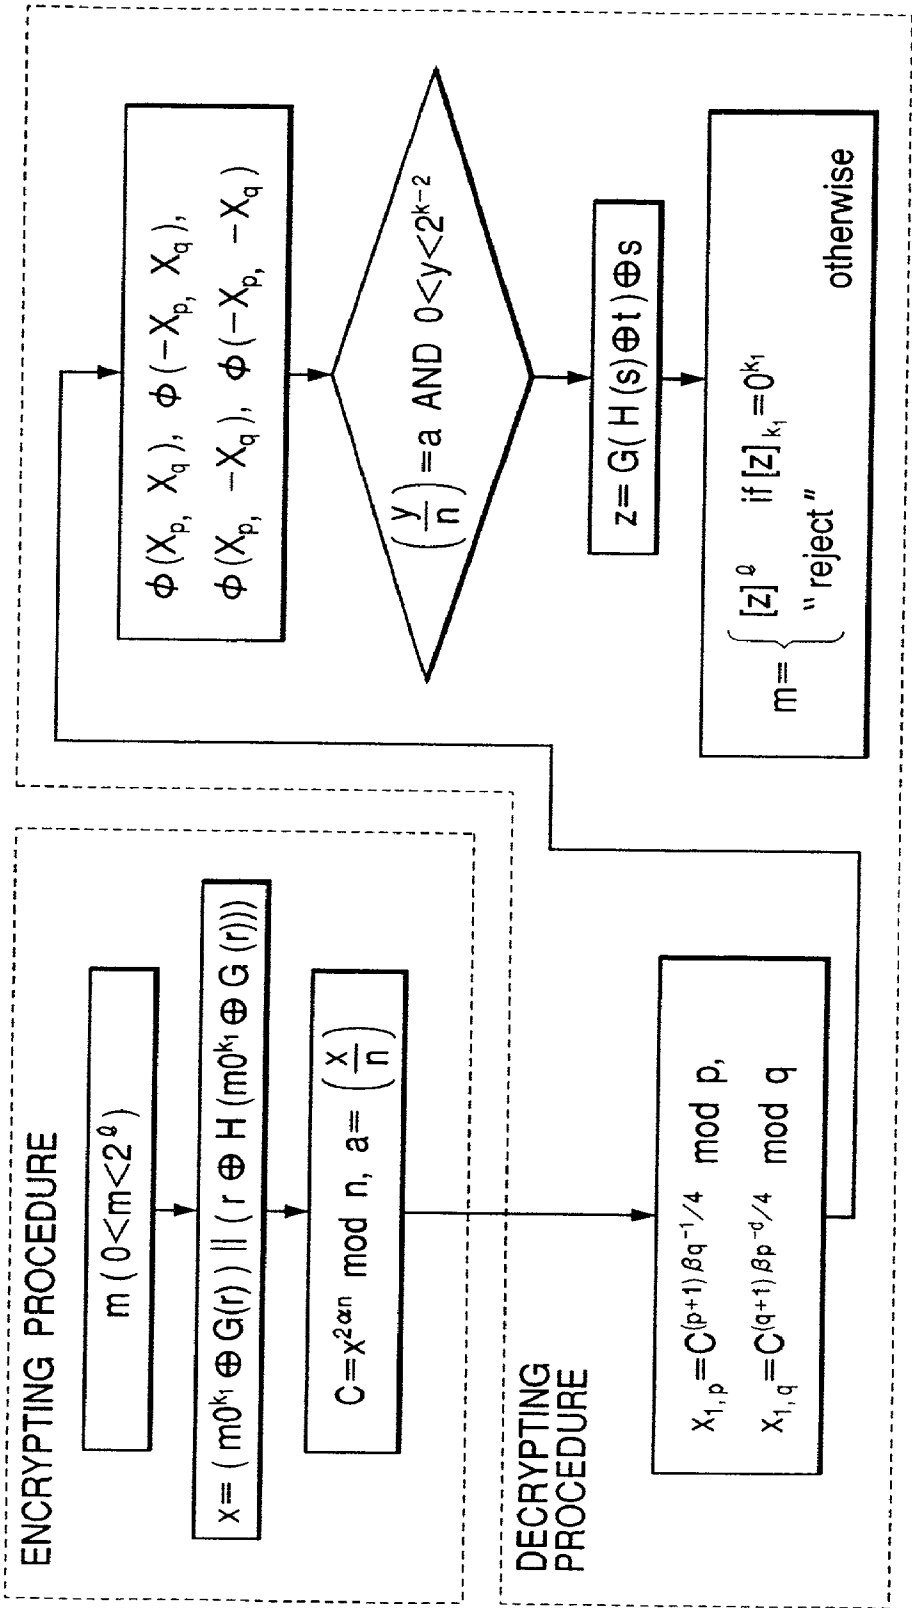 ENCRYPTING PROCEDURE
m ( 0<m<2^ℓ )
x= ( m0^k₁ ⊕ G(r) ) || ( r ⊕ H (m0^k₁ ⊕ G (r)))
C=x^2αn mod n, a= (x/n)
DECRYPTING
PROCEDURE
x₁,p=C^(p+1) βq^-1/4 mod p,
x₁,q=C^(q+1) βp^-d/4 mod q
ϕ (Xp, Xq), ϕ (−Xp, Xq),
ϕ (Xp, −Xq), ϕ (−Xp, −Xq)
(y/n) =a AND 0<y<2^k−2
z= G( H (s)⊕t)⊕s
m= { [z]^ℓ if [z]k₁=0^k₁
“reject” otherwise